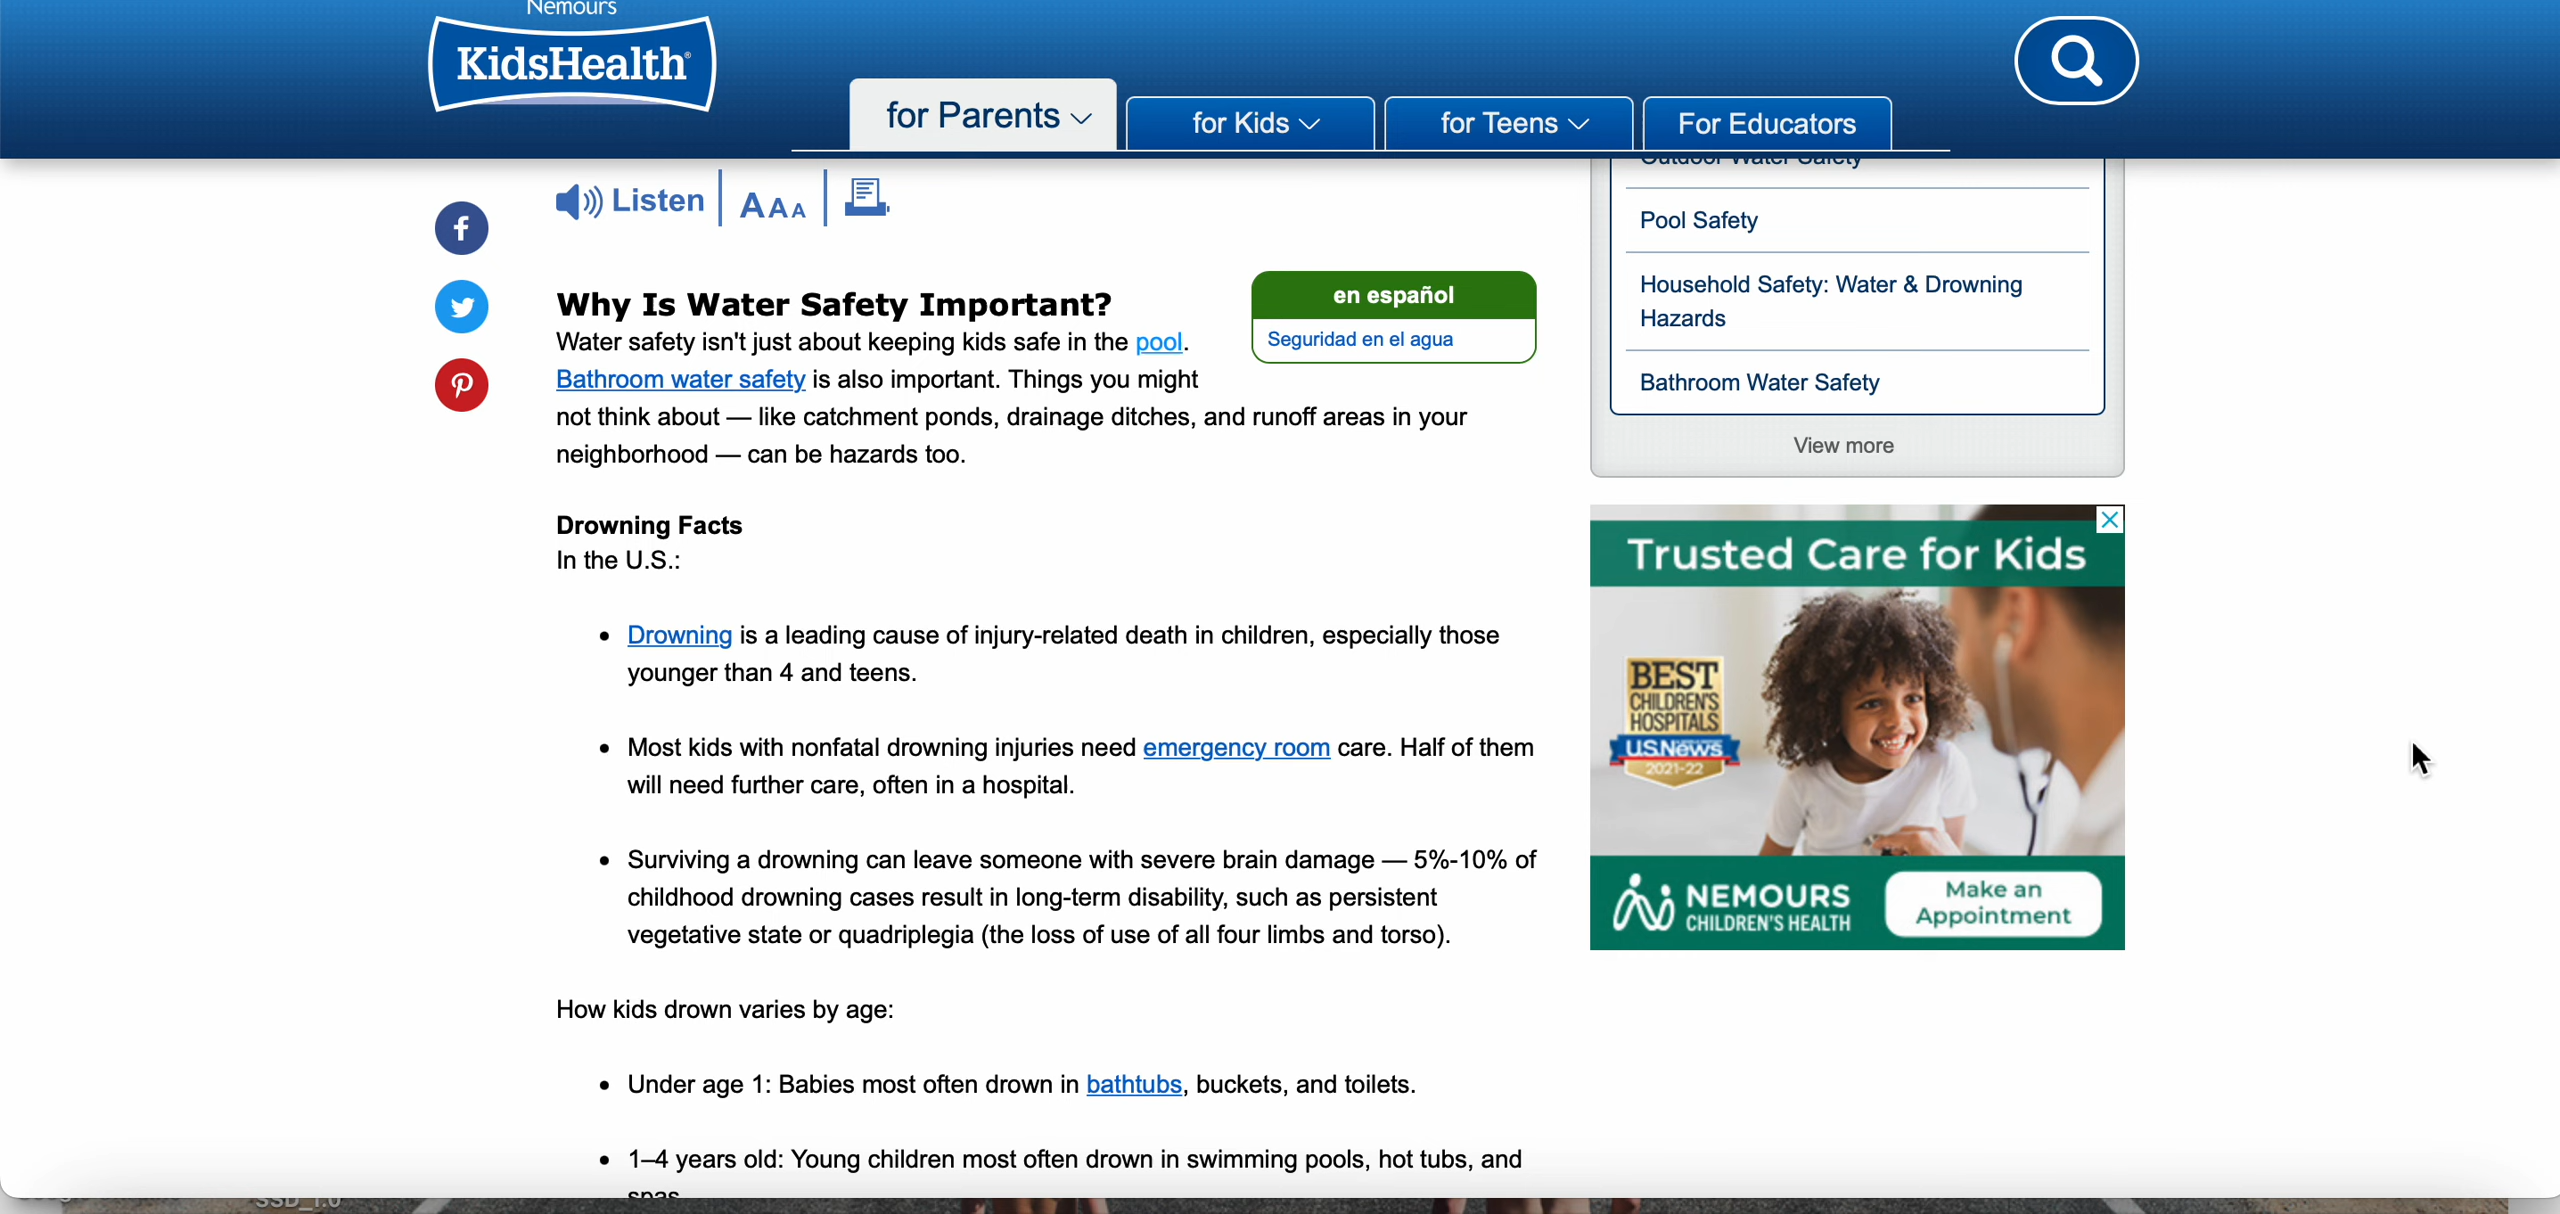 Nemours
KidsHealth®
for Parents
for Kids
for Teens
For Educators
Listen
A A A
Why Is Water Safety Important?
Water safety isn't just about keeping kids safe in the pool.
Bathroom water safety is also important. Things you might
not think about — like catchment ponds, drainage ditches, and runoff areas in your
neighborhood — can be hazards too.
en español
Seguridad en el agua
Drowning Facts
In the U.S.:
• Drowning is a leading cause of injury-related death in children, especially those
younger than 4 and teens.
• Most kids with nonfatal drowning injuries need emergency room care. Half of them
will need further care, often in a hospital.
• Surviving a drowning can leave someone with severe brain damage — 5%-10% of
childhood drowning cases result in long-term disability, such as persistent
vegetative state or quadriplegia (the loss of use of all four limbs and torso).
How kids drown varies by age:
• Under age 1: Babies most often drown in bathtubs, buckets, and toilets.
• 1–4 years old: Young children most often drown in swimming pools, hot tubs, and
spas.
Outdoor Water Safety
Pool Safety
Household Safety: Water & Drowning
Hazards
Bathroom Water Safety
View more
Trusted Care for Kids
BEST
CHILDREN'S
HOSPITALS
U.S.News
2021-22
NEMOURS
CHILDREN'S HEALTH
Make an
Appointment
SSD_1.0